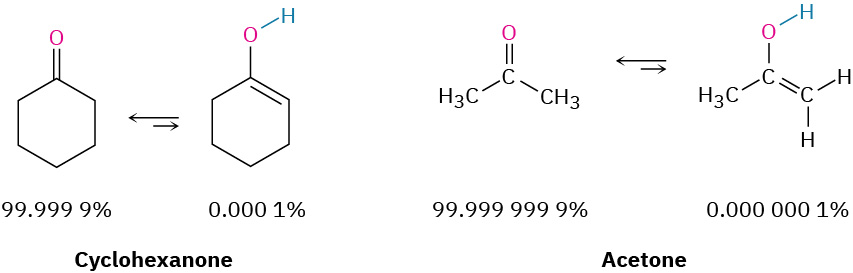 O
O H
O
C
H₃C CH₃
O H
H₃C C C H
H
99.999 9% 0.000 1% 99.999 999 9% 0.000 000 1%
Cyclohexanone Acetone